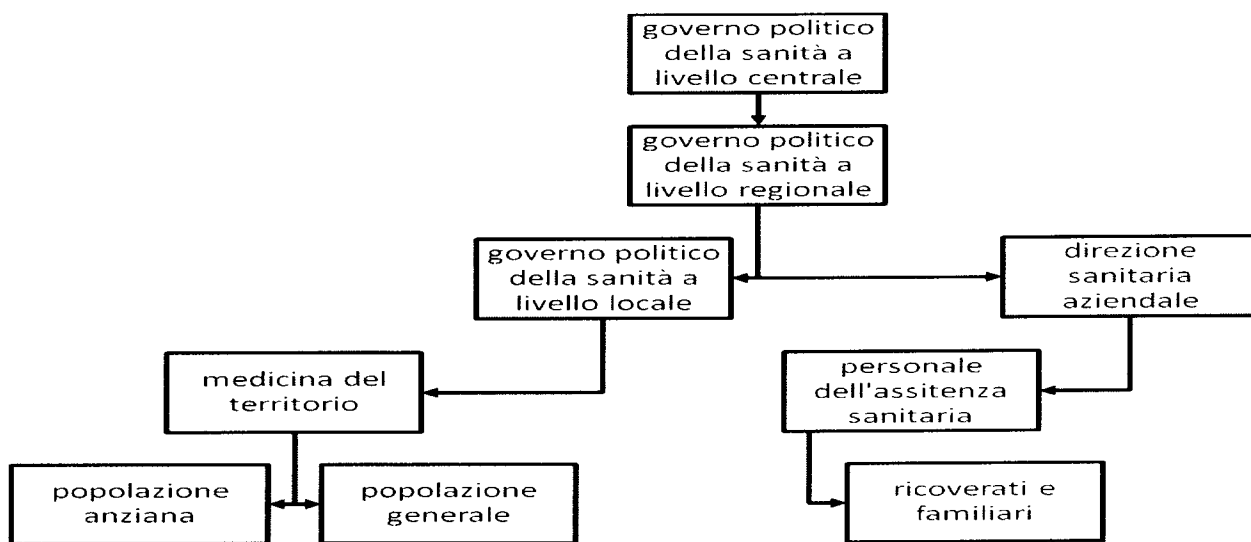 governo politico
della sanità a
livello centrale
governo politico
della sanità a
livello regionale
governo politico
della sanità a
livello locale
direzione
sanitaria
aziendale
medicina del
territorio
personale
dell'assitenza
sanitaria
popolazione
anziana
popolazione
generale
ricoverati e
familiari